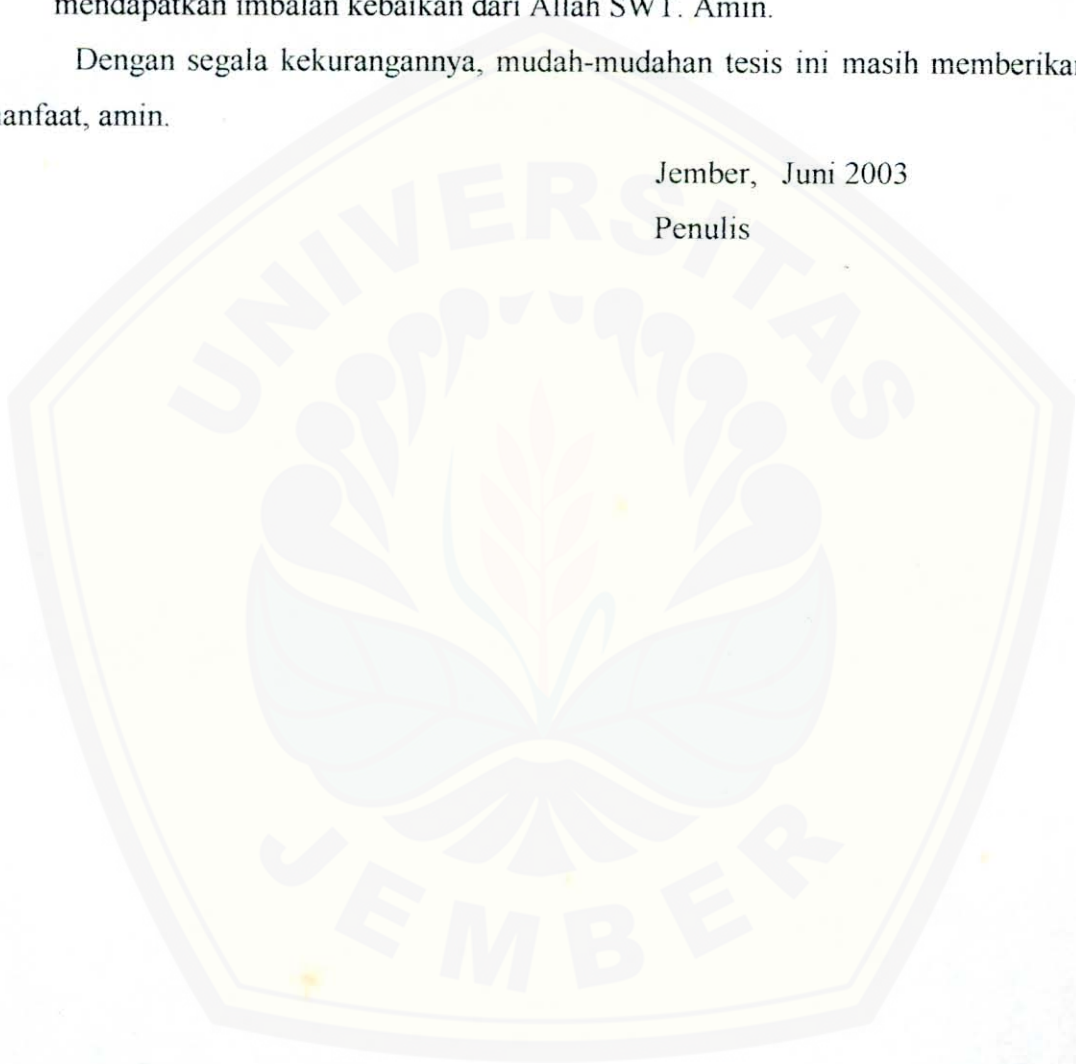 mendapatkan imbalan kebaikan dari Allah SWT. Amin.
Dengan segala kekurangannya, mudah-mudahan tesis ini masih memberikan
manfaat, amin.
Jember, Juni 2003
Penulis
UNIVERSITAS
JEMBER